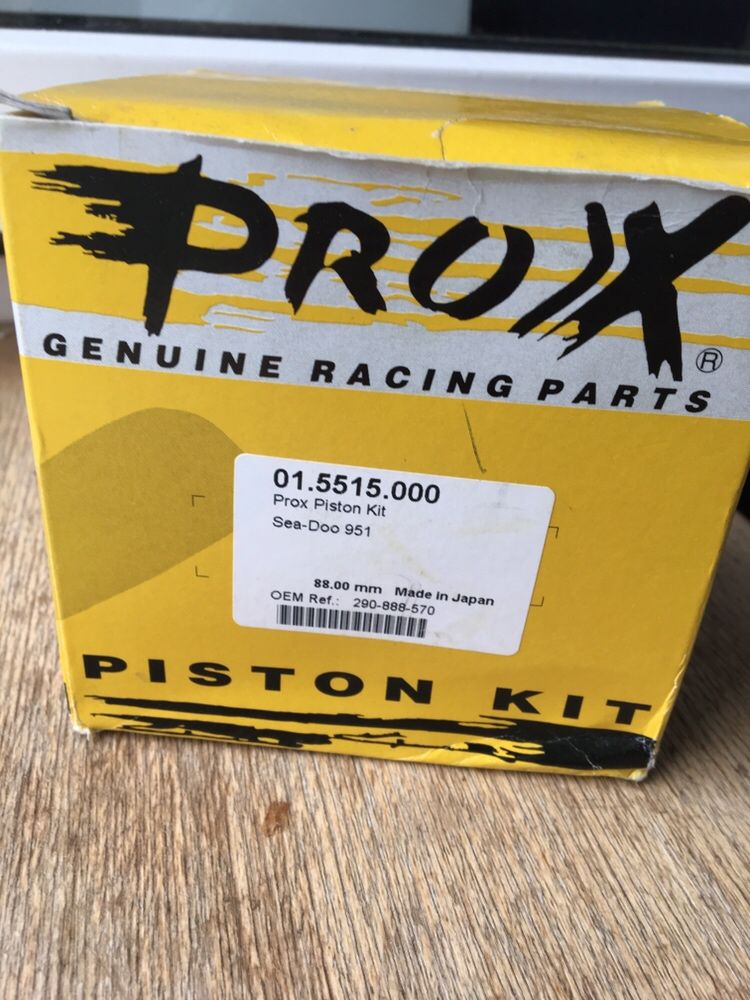 PROX
®
GENUINE RACING PARTS
01.5515.000
Prox Piston Kit
Sea-Doo 951
88.00 mm Made in Japan
OEM Ref.: 290-888-570
PISTON KIT